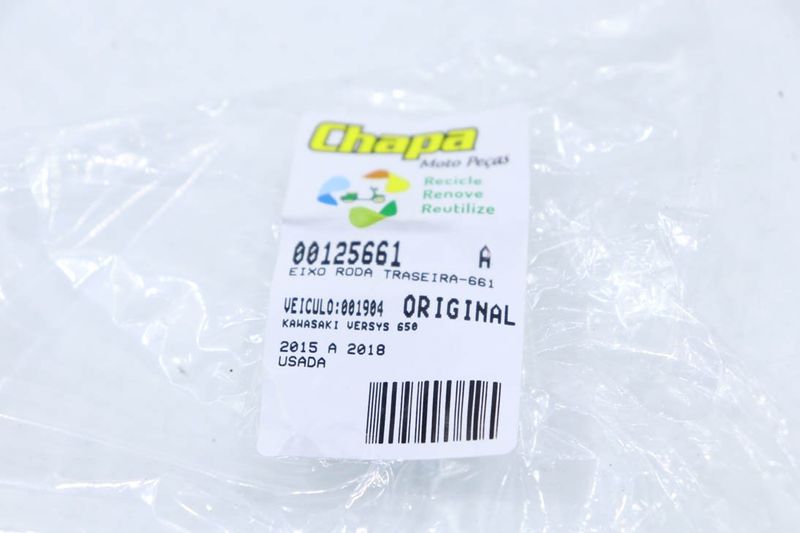 Chapa
Moto Peças
Recicle
Renove
Reutilize
00125661 A
EIXO RODA TRASEIRA-661
VEICULO:001904 ORIGINAL
KAWASAKI VERSYS 650
2015 A 2018
USADA